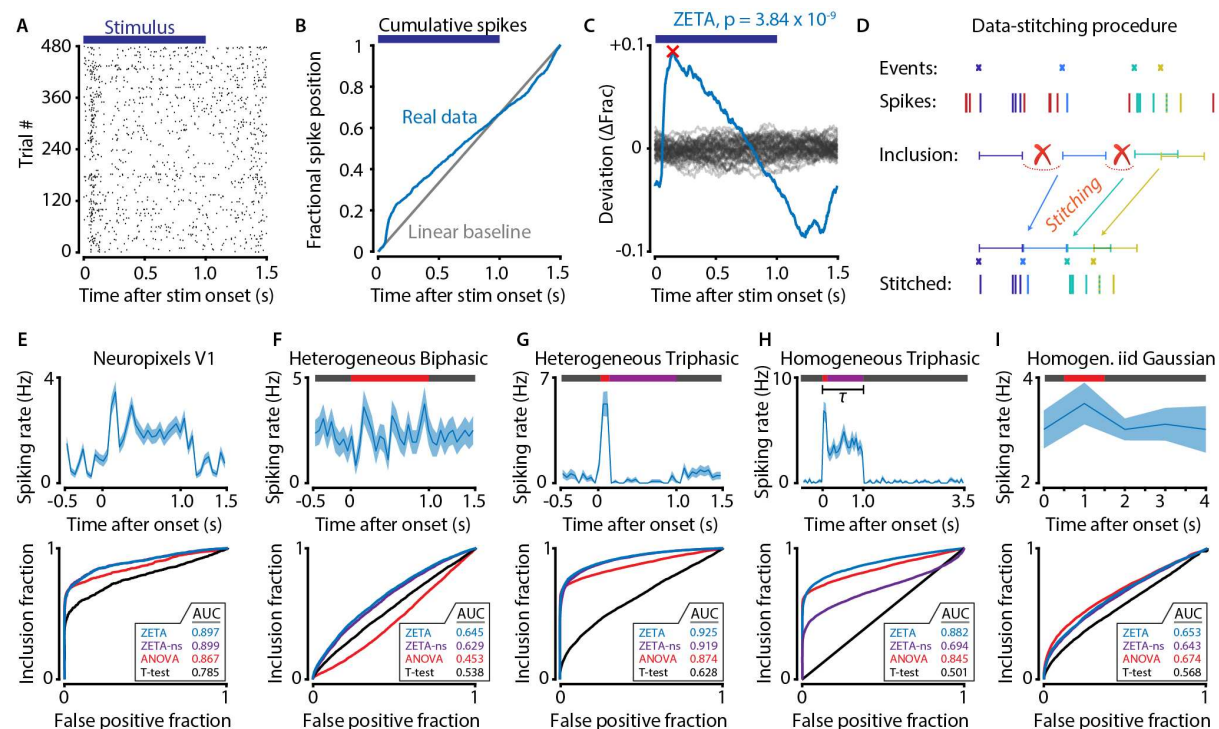 A
Stimulus
480
360
240
120
0
Trial #
0
1.0
1.5
Time after stim onset (s)
B
Cumulative spikes
1
0.8
0.6
0.4
0.2
0
Fractional spike position
Real data
Linear baseline
0
1.0
1.5
Time after stim onset (s)
C
ZETA, p = 3.84 x 10-9
+0.1
0
-0.1
Deviation (ΔFrac)
0
1.0
1.5
Time after stim onset (s)
D
Data-stitching procedure
Events:
Spikes:
Inclusion:
Stitching
Stitched:
E
Neuropixels V1
4
0
Spiking rate (Hz)
-0.5
0
1.0
1.5
Time after onset (s)
1
0
Inclusion fraction
AUC
ZETA 0.897
ZETA-ns 0.899
ANOVA 0.867
T-test 0.785
0
1
False positive fraction
F
Heterogeneous Biphasic
5
0
Spiking rate (Hz)
-0.5
0
1.0
1.5
Time after onset (s)
1
0
Inclusion fraction
AUC
ZETA 0.645
ZETA-ns 0.629
ANOVA 0.453
T-test 0.538
0
1
False positive fraction
G
Heterogeneous Triphasic
7
0
Spiking rate (Hz)
-0.5
0
1.0
1.5
Time after onset (s)
1
0
Inclusion fraction
AUC
ZETA 0.925
ZETA-ns 0.919
ANOVA 0.874
T-test 0.628
0
1
False positive fraction
H
Homogeneous Triphasic
10
0
Spiking rate (Hz)
τ
0
1.0
3.5
Time after onset (s)
1
0
Inclusion fraction
AUC
ZETA 0.882
ZETA-ns 0.694
ANOVA 0.845
T-test 0.501
0
1
False positive fraction
I
Homogen. iid Gaussian
4
2
Spiking rate (Hz)
0
1
2
3
4
Time after onset (s)
1
0
Inclusion fraction
AUC
ZETA 0.653
ZETA-ns 0.643
ANOVA 0.674
T-test 0.568
0
1
False positive fraction